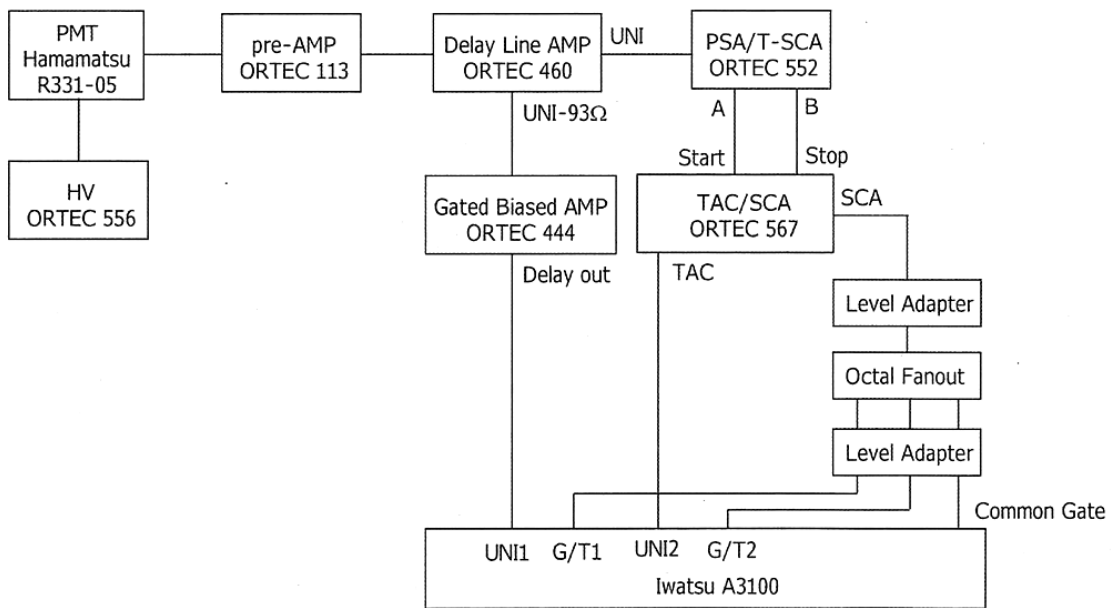 PMT
Hamamatsu
R331-05
pre-AMP
ORTEC 113
Delay Line AMP
ORTEC 460
UNI
PSA/T-SCA
ORTEC 552
UNI-93Ω
A
B
Start
Stop
HV
ORTEC 556
Gated Biased AMP
ORTEC 444
TAC/SCA
ORTEC 567
SCA
Delay out
TAC
Level Adapter
Octal Fanout
Level Adapter
Common Gate
UNI1
G/T1
UNI2
G/T2
Iwatsu A3100